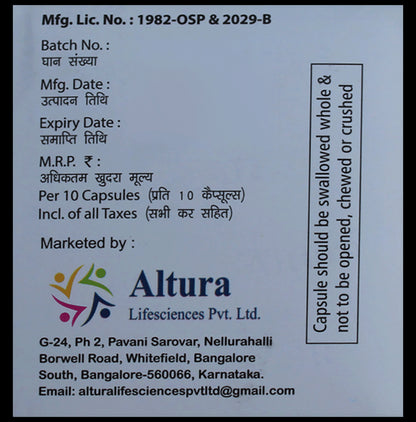 Mfg. Lic. No. : 1982-OSP & 2029-B
Batch No. :
घान संख्या
Mfg. Date :
उत्पादन तिथि
Expiry Date :
समाप्ति तिथि
M.R.P. ₹ :
अधिकतम खुदरा मूल्य
Per 10 Capsules (प्रति 10 कैप्सूल्स)
Incl. of all Taxes (सभी कर सहित)
Marketed by :
Altura
Lifesciences Pvt. Ltd.
G-24, Ph 2, Pavani Sarovar, Nellurahalli
Borwell Road, Whitefield, Bangalore
South, Bangalore-560066, Karnataka.
Email: alturalifesciencespvtltd@gmail.com
Capsule should be swallowed whole &
not to be opened, chewed or crushed